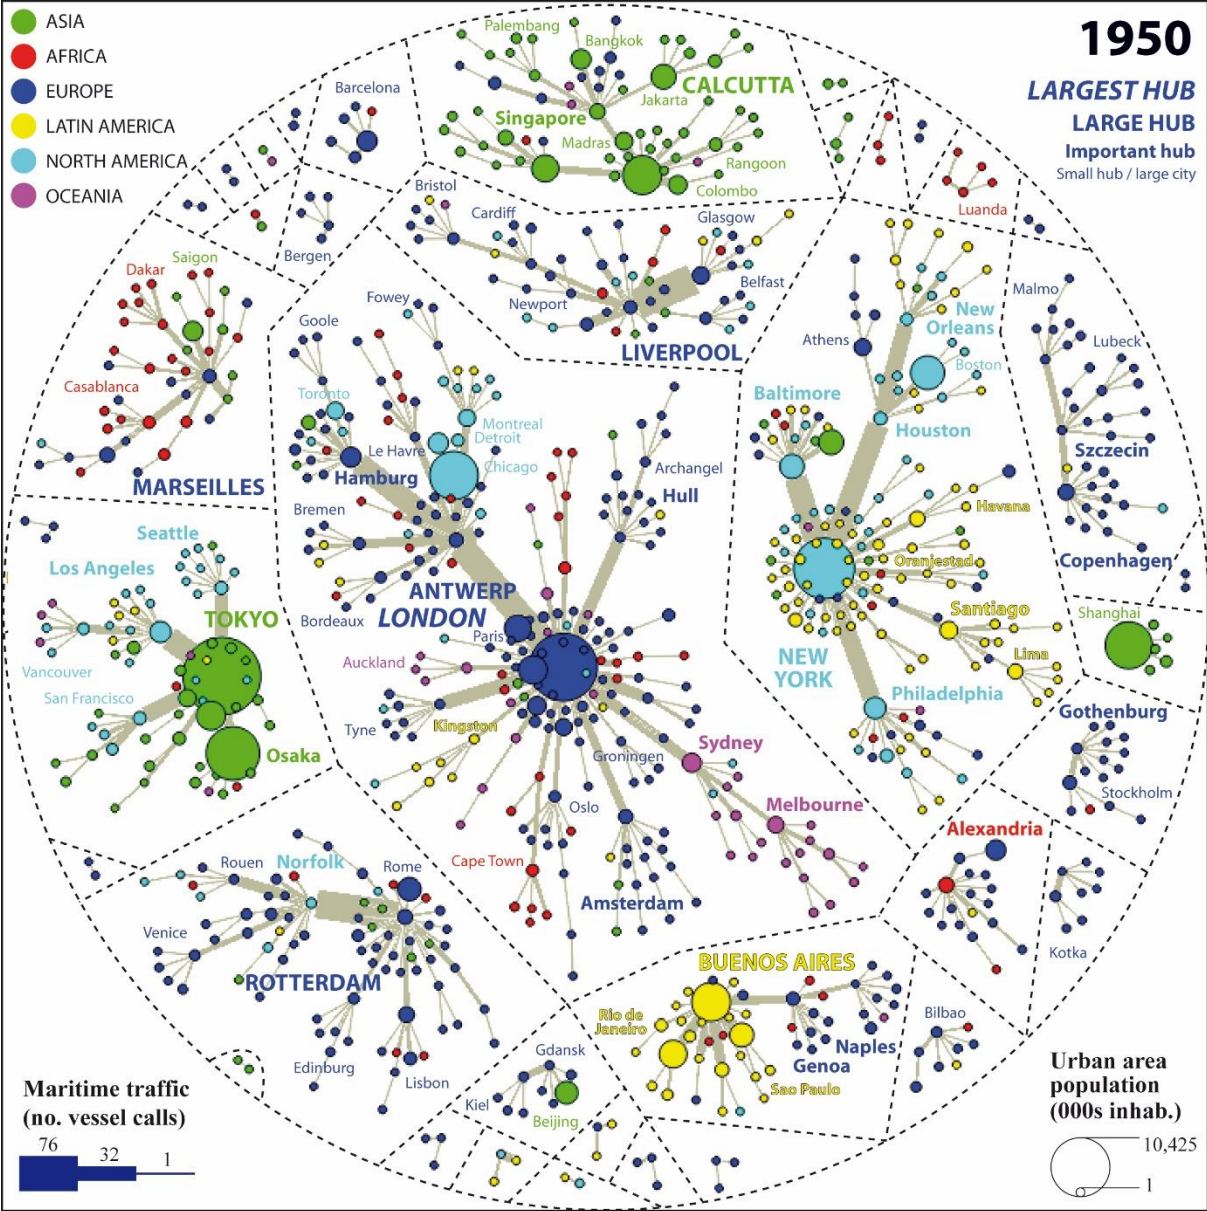 ASIA
AFRICA
EUROPE
LATIN AMERICA
NORTH AMERICA
OCEANIA
1950
LARGEST HUB
LARGE HUB
Important hub
Small hub / large city
Palembang
Bangkok
CALCUTTA
Jakarta
Singapore
Madras
Rangoon
Colombo
Barcelona
Bergen
Luanda
Bristol
Cardiff
Glasgow
Belfast
Newport
LIVERPOOL
Dakar
Saigon
Casablanca
MARSEILLES
Fowey
Goole
Toronto
Le Havre
Montreal
Detroit
Chicago
Hamburg
Bremen
ANTWERP
Bordeaux
LONDON
Paris
Archangel
Hull
Auckland
Tyne
Kingston
Groningen
Oslo
Cape Town
Amsterdam
Sydney
Melbourne
Athens
New
Orleans
Boston
Baltimore
Houston
Havana
Oranjestad
Santiago
Lima
NEW
YORK
Philadelphia
Malmo
Lubeck
Szczecin
Copenhagen
Shanghai
Gothenburg
Stockholm
Seattle
Los Angeles
TOKYO
Vancouver
San Francisco
Osaka
Rouen
Norfolk
Rome
Venice
ROTTERDAM
Edinburg
Lisbon
Alexandria
Kotka
BUENOS AIRES
Rio de
Janeiro
Naples
Genoa
Sao Paulo
Bilbao
Gdansk
Kiel
Beijing
Maritime traffic
(no. vessel calls)
76
32
1
Urban area
population
(000s inhab.)
10,425
1